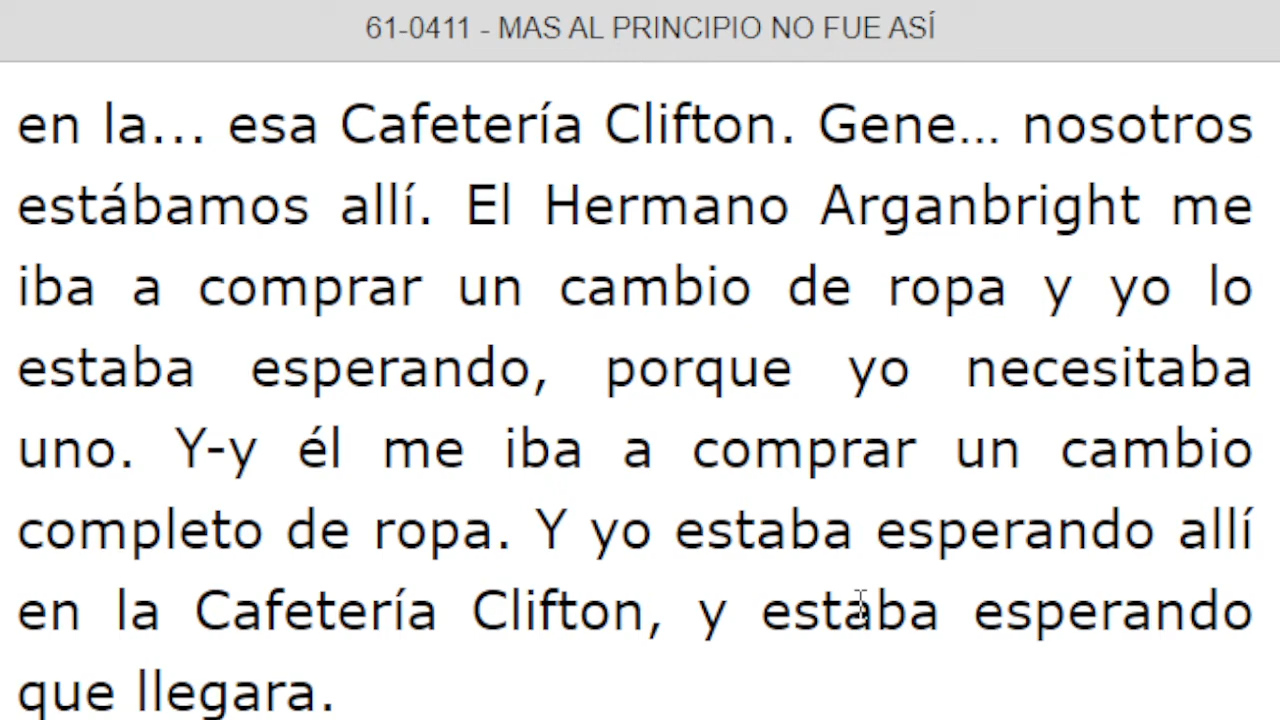 61-0411 - MAS AL PRINCIPIO NO FUE ASÍ
en la... esa Cafetería Clifton. Gene... nosotros
estábamos allí. El Hermano Arganbright me
iba a comprar un cambio de ropa y yo lo
estaba esperando, porque yo necesitaba
uno. Y-y él me iba a comprar un cambio
completo de ropa. Y yo estaba esperando allí
en la Cafetería Clifton, y estaba esperando
que llegara.